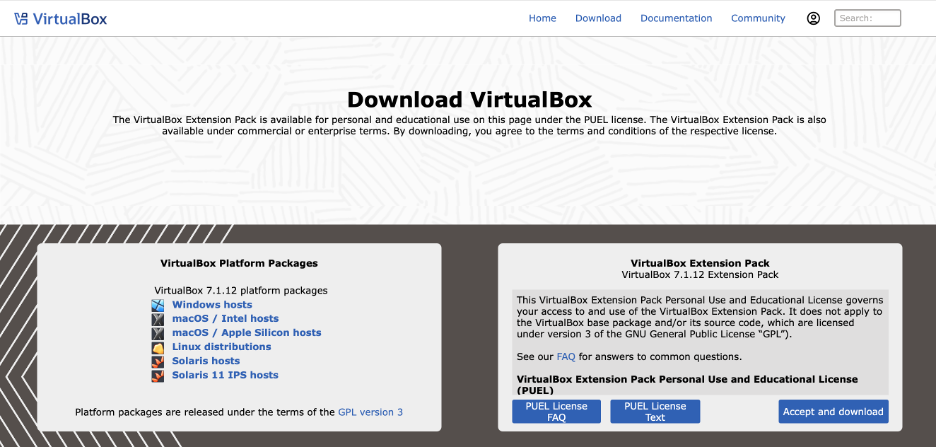 VirtualBox
Home Download Documentation Community Search:
Download VirtualBox
The VirtualBox Extension Pack is available for personal and educational use on this page under the PUEL license. The VirtualBox Extension Pack is also
available under commercial or enterprise terms. By downloading, you agree to the terms and conditions of the respective license.
VirtualBox Platform Packages
VirtualBox 7.1.12 platform packages
Windows hosts
macOS / Intel hosts
macOS / Apple Silicon hosts
Linux distributions
Solaris hosts
Solaris 11 IPS hosts
Platform packages are released under the terms of the GPL version 3
VirtualBox Extension Pack
VirtualBox 7.1.12 Extension Pack
This VirtualBox Extension Pack Personal Use and Educational License governs
your access to and use of the VirtualBox Extension Pack. It does not apply to
the VirtualBox base package and/or its source code, which are licensed
under version 3 of the GNU General Public License “GPL”).
See our FAQ for answers to common questions.
VirtualBox Extension Pack Personal Use and Educational License
(PUEL)
PUEL License
FAQ
PUEL License
Text
Accept and download